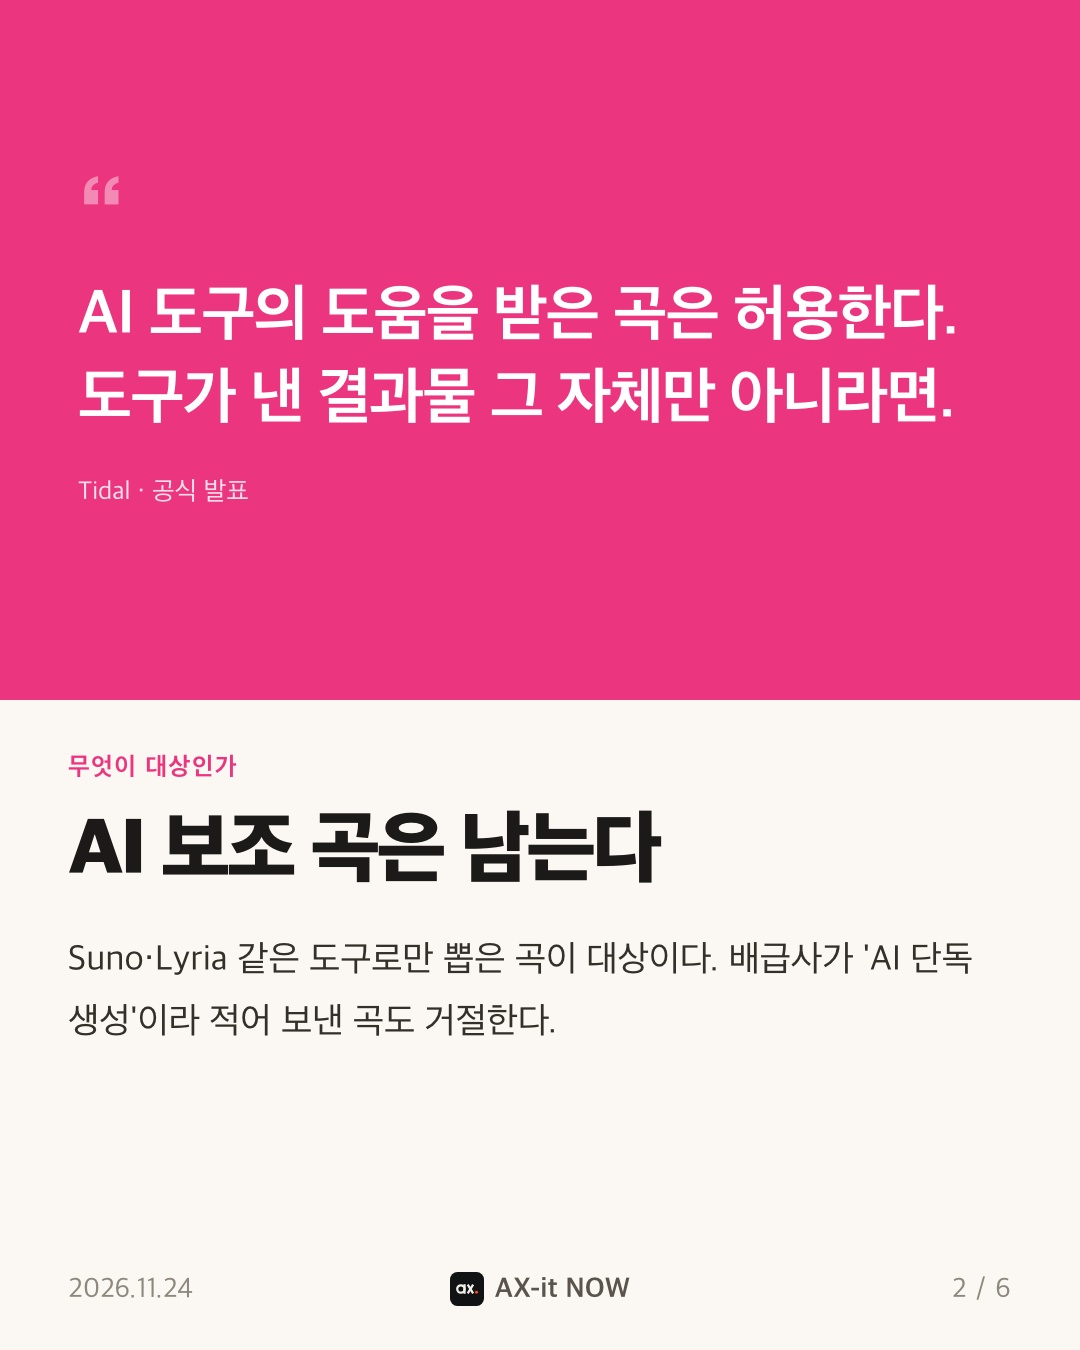 “
AI 도구의 도움을 받은 곡은 허용한다.
도구가 낸 결과물 그 자체만 아니라면.
Tidal · 공식 발표
무엇이 대상인가
AI 보조 곡은 남는다
Suno·Lyria 같은 도구로만 뽑은 곡이 대상이다. 배급사가 'AI 단독
생성'이라 적어 보낸 곡도 거절한다.
2026.11.24
ax. AX-it NOW
2 / 6